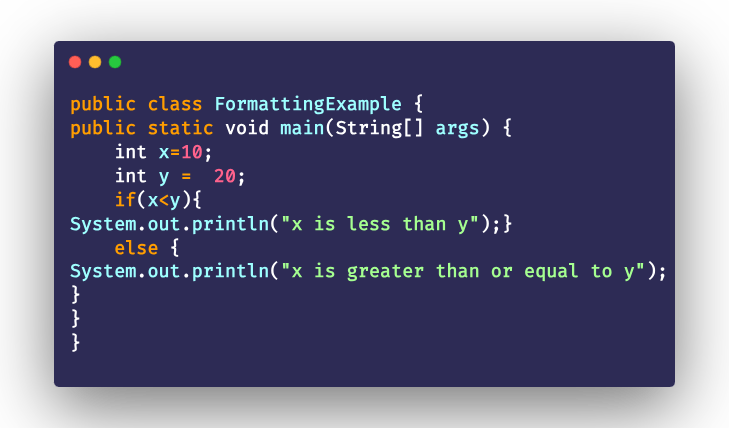 public class FormattingExample {
public static void main(String[] args) {
    int x=10;
    int y =  20;
    if(x<y){
System.out.println("x is less than y");}
    else {
System.out.println("x is greater than or equal to y");
}
}
}